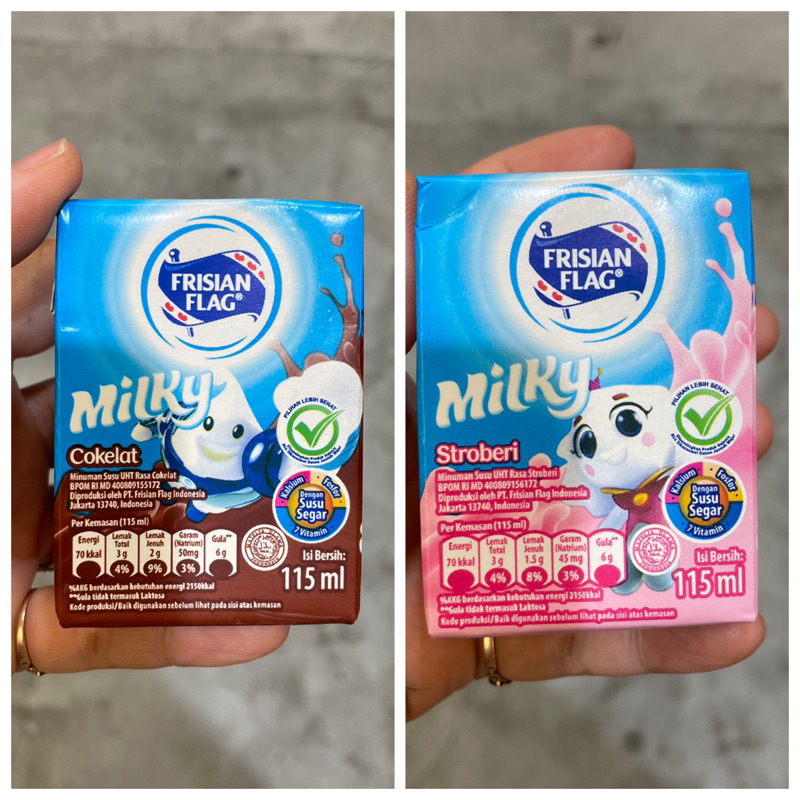 FRISIAN
FLAG®
Milky
Cokelat
Minuman Susu UHT Rasa Cokelat
BPOM RI MD 400809155172
Diproduksi oleh PT. Frisian Flag Indonesia
Jakarta 13740, Indonesia
Per Kemasan (115 ml)
Energi
70 kkal
Lemak
Total
3 g
4%
Lemak
Jenuh
2 g
9%
Garam
(Natrium)
50mg
3%
Gula**
6 g
PILIHAN LEBIH SEHAT
Kalsium
Fosfor
Dengan
Susu
Segar
7 Vitamin
Isi Bersih:
115 ml
%AKG berdasarkan kebutuhan energi 2150kkal
**Gula tidak termasuk Laktosa
Kode produksi/Baik digunakan sebelum lihat pada sisi atas kemasan
FRISIAN
FLAG®
Milky
Stroberi
Minuman Susu UHT Rasa Stroberi
BPOM RI MD 400809156172
Diproduksi oleh PT. Frisian Flag Indonesia
Jakarta 13740, Indonesia
Per Kemasan (115 ml)
Energi
70 kkal
Lemak
Total
3 g
4%
Lemak
Jenuh
1.5 g
8%
Garam
(Natrium)
45 mg
3%
Gula**
6 g
PILIHAN LEBIH SEHAT
Kalsium
Fosfor
Dengan
Susu
Segar
7 Vitamin
Isi Bersih:
115 ml
%AKG berdasarkan kebutuhan energi 2150kkal
**Gula tidak termasuk Laktosa
Kode produksi/Baik digunakan sebelum lihat pada sisi atas kemasan